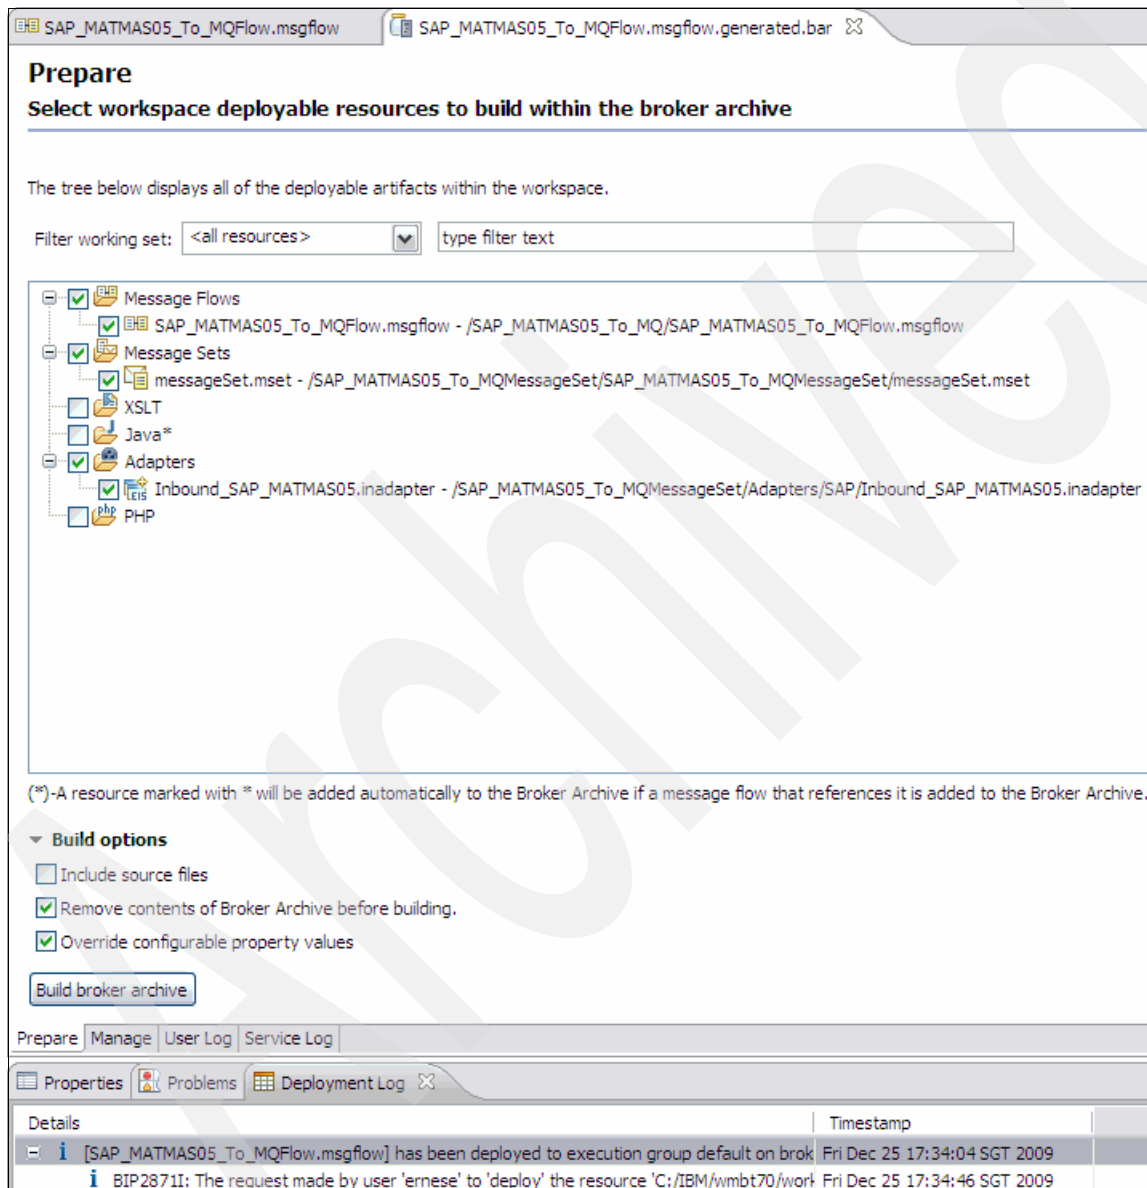 SAP_MATMAS05_To_MQFlow.msgflow
SAP_MATMAS05_To_MQFlow.msgflow.generated.bar
Prepare
Select workspace deployable resources to build within the broker archive
The tree below displays all of the deployable artifacts within the workspace.
Filter working set: <all resources> type filter text
Message Flows
SAP_MATMAS05_To_MQFlow.msgflow - /SAP_MATMAS05_To_MQ/SAP_MATMAS05_To_MQFlow.msgflow
Message Sets
messageSet.mset - /SAP_MATMAS05_To_MQMessageSet/SAP_MATMAS05_To_MQMessageSet/messageSet.mset
XSLT
Java*
Adapters
EIS Inbound_SAP_MATMAS05.inadapter - /SAP_MATMAS05_To_MQMessageSet/Adapters/SAP/Inbound_SAP_MATMAS05.inadapter
php PHP
(*)-A resource marked with * will be added automatically to the Broker Archive if a message flow that references it is added to the Broker Archive.
Build options
Include source files
Remove contents of Broker Archive before building.
Override configurable property values
Build broker archive
Prepare Manage User Log Service Log
Properties Problems Deployment Log
Details Timestamp
[SAP_MATMAS05_To_MQFlow.msgflow] has been deployed to execution group default on brok Fri Dec 25 17:34:04 SGT 2009
BIP2871I: The request made by user 'ernese' to 'deploy' the resource 'C:/IBM/wmbt70/work Fri Dec 25 17:34:46 SGT 2009
Archived